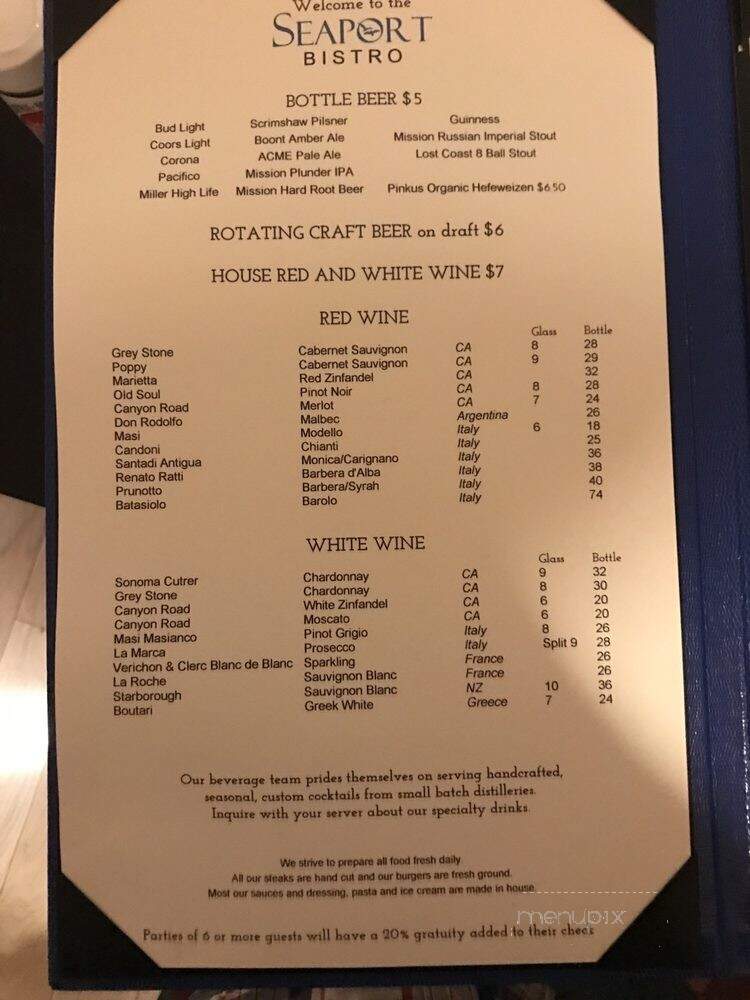 Welcome to the
SEAPORT
BISTRO
BOTTLE BEER $5
Bud Light Scrimshaw Pilsner Guinness
Coors Light Boont Amber Ale Mission Russian Imperial Stout
Corona ACME Pale Ale Lost Coast 8 Ball Stout
Pacifico Mission Plunder IPA
Miller High Life Mission Hard Root Beer Pinkus Organic Hefeweizen $6.50
ROTATING CRAFT BEER on draft $6
HOUSE RED AND WHITE WINE $7
RED WINE
Glass Bottle
Grey Stone Cabernet Sauvignon CA 8 28
Poppy Cabernet Sauvignon CA 9 29
Marietta Red Zinfandel CA 32
Old Soul Pinot Noir CA 8 28
Canyon Road Merlot CA 7 24
Don Rodolfo Malbec Argentina 26
Masi Modello Italy 6 18
Candoni Chianti Italy 25
Santadi Antigua Monica/Carignano Italy 36
Renato Ratti Barbera d'Alba Italy 38
Prunotto Barbera/Syrah Italy 40
Batasiolo Barolo Italy 74
WHITE WINE
Glass Bottle
Sonoma Cutrer Chardonnay CA 9 32
Grey Stone Chardonnay CA 8 30
Canyon Road White Zinfandel CA 6 20
Canyon Road Moscato CA 6 20
Masi Masianco Pinot Grigio Italy 8 26
La Marca Prosecco Italy Split 9 28
Verichon & Clerc Blanc de Blanc Sparkling France 26
La Roche Sauvignon Blanc France 26
Starborough Sauvignon Blanc NZ 10 36
Boutari Greek White Greece 7 24
Our beverage team prides themselves on serving handcrafted,
seasonal, custom cocktails from small batch distilleries.
Inquire with your server about our specialty drinks.
We strive to prepare all food fresh daily.
All our steaks are hand cut and our burgers are fresh ground.
Most our sauces and dressing, pasta and ice cream are made in house.
menupix
Parties of 6 or more guests will have a 20% gratuity added to their check